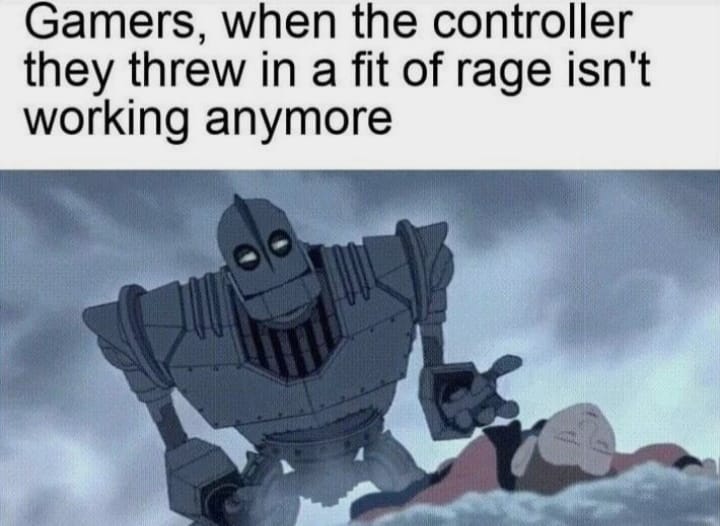 Gamers, when the controller
they threw in a fit of rage isn't
working anymore